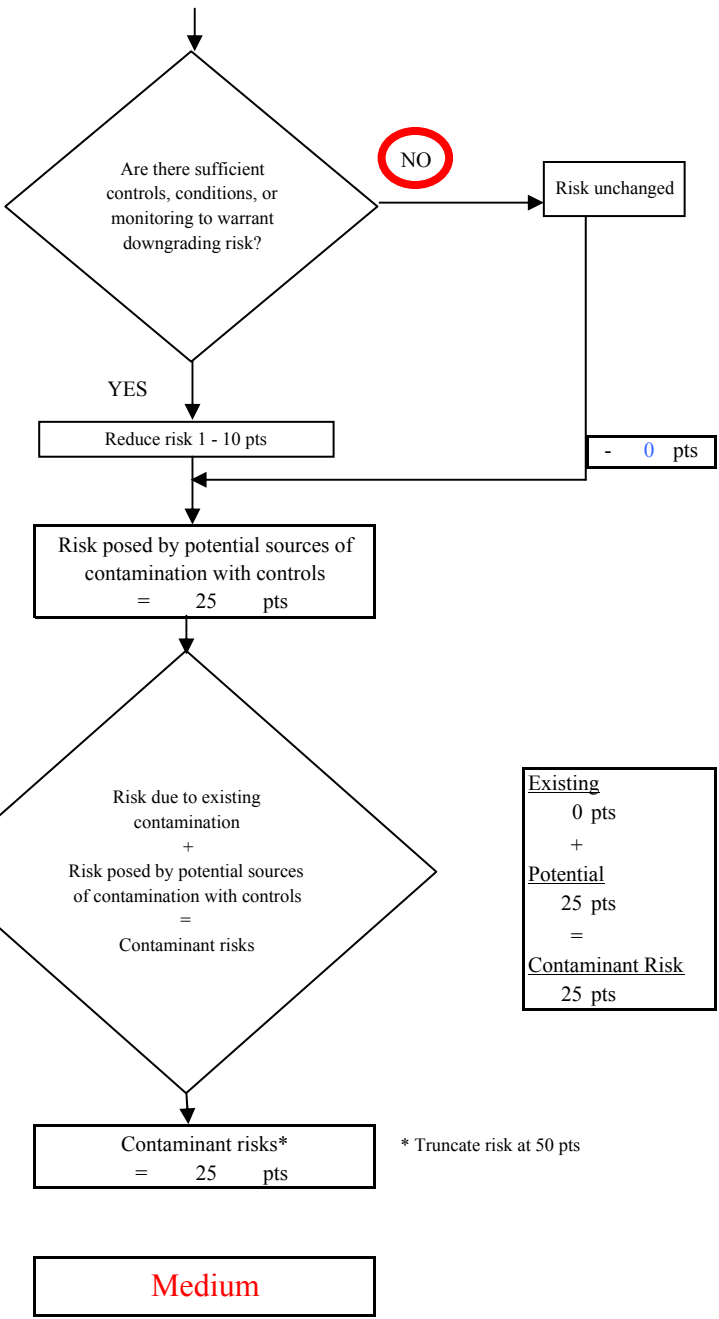 Are there sufficient
controls, conditions, or
monitoring to warrant
downgrading risk?
NO
Risk unchanged
YES
Reduce risk 1 - 10 pts
- 0 pts
Risk posed by potential sources of
contamination with controls
= 25 pts
Risk due to existing
contamination
+
Risk posed by potential sources
of contamination with controls
=
Contaminant risks
Existing
0 pts
+
Potential
25 pts
=
Contaminant Risk
25 pts
Contaminant risks*
= 25 pts
* Truncate risk at 50 pts
Medium